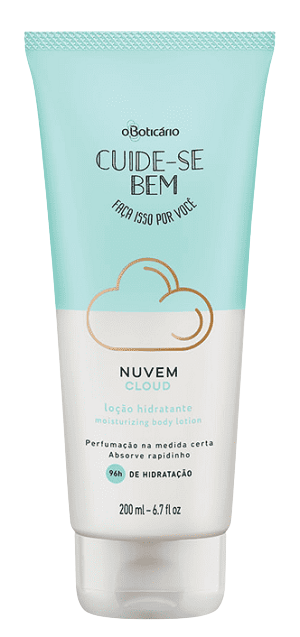 oBoticário
CUIDE-SE
BEM
FAÇA ISSO POR VOCÊ
NUVEM
CLOUD
loção hidratante
moisturizing body lotion
Perfumação na medida certa
Absorve rapidinho
96h DE HIDRATAÇÃO
200 ml - 6.7 fl oz